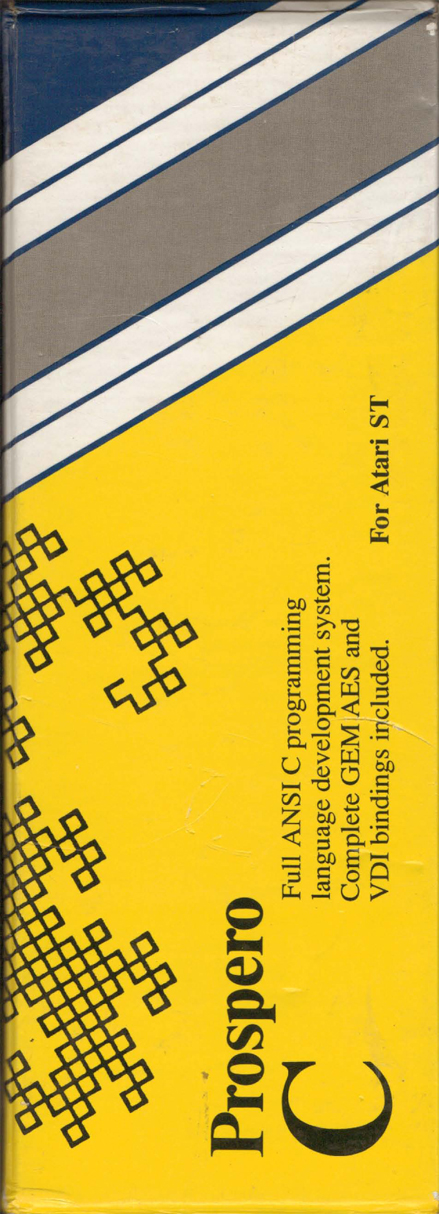 Prospero
C
Full ANSI C programming
language development system.
Complete GEM AES and
VDI bindings included.
For Atari ST